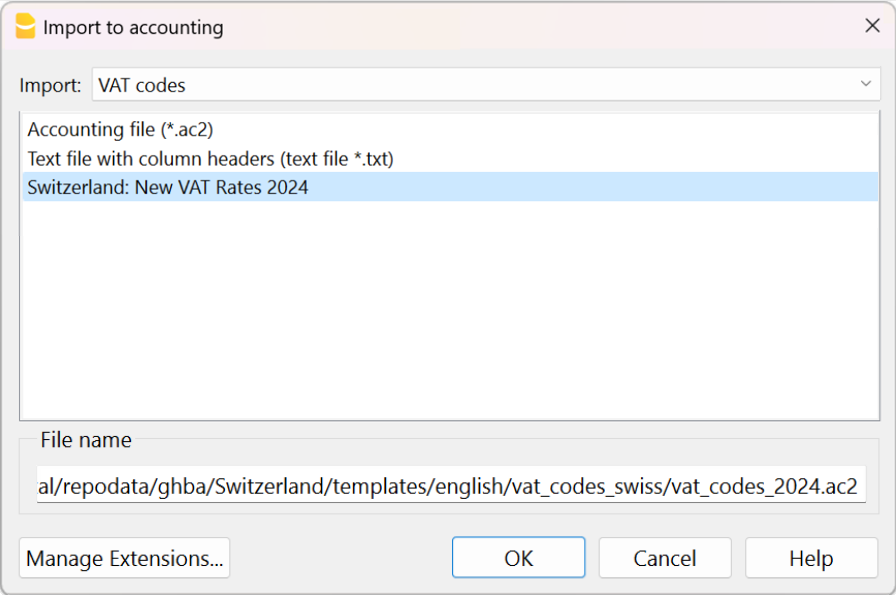 Import to accounting
Import: VAT codes
Accounting file (*.ac2)
Text file with column headers (text file *.txt)
Switzerland: New VAT Rates 2024
File name
al/repodata/ghba/Switzerland/templates/english/vat_codes_swiss/vat_codes_2024.ac2
Manage Extensions... OK Cancel Help